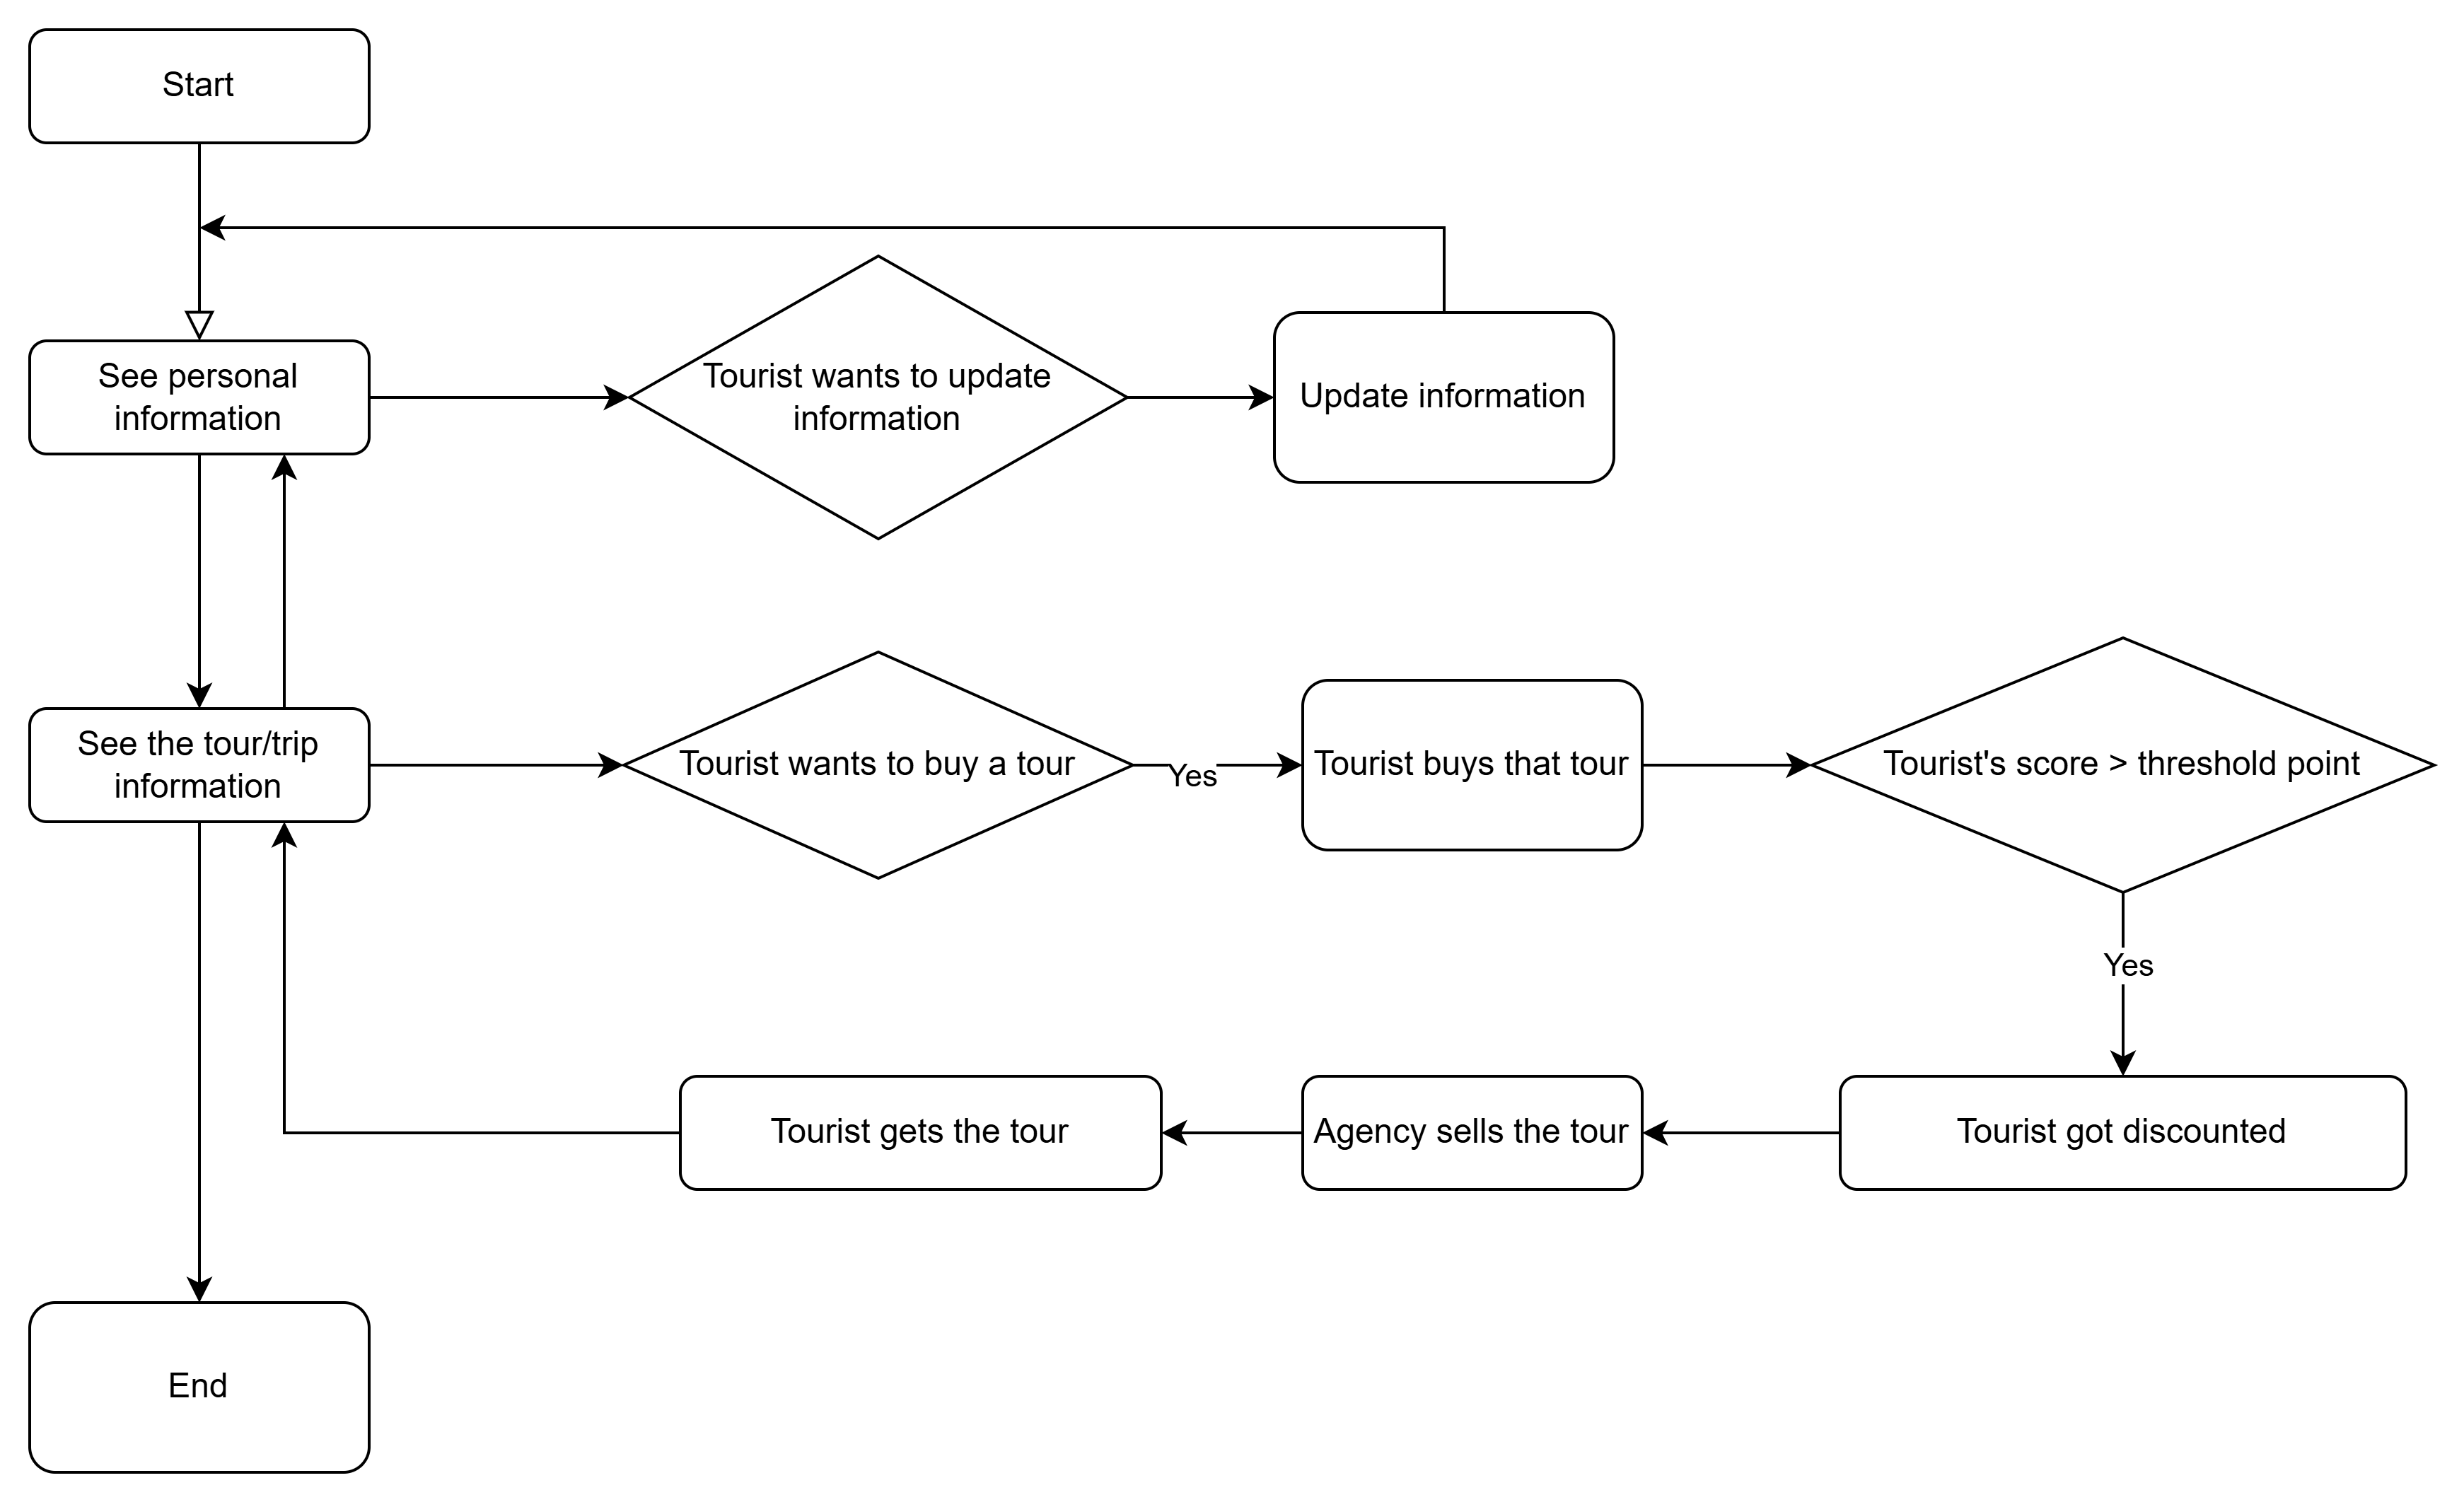 Start
See personal
information
Tourist wants to update
information
Update information
See the tour/trip
information
Tourist wants to buy a tour
Yes
Tourist buys that tour
Tourist's score > threshold point
Yes
Tourist gets the tour
Agency sells the tour
Tourist got discounted
End